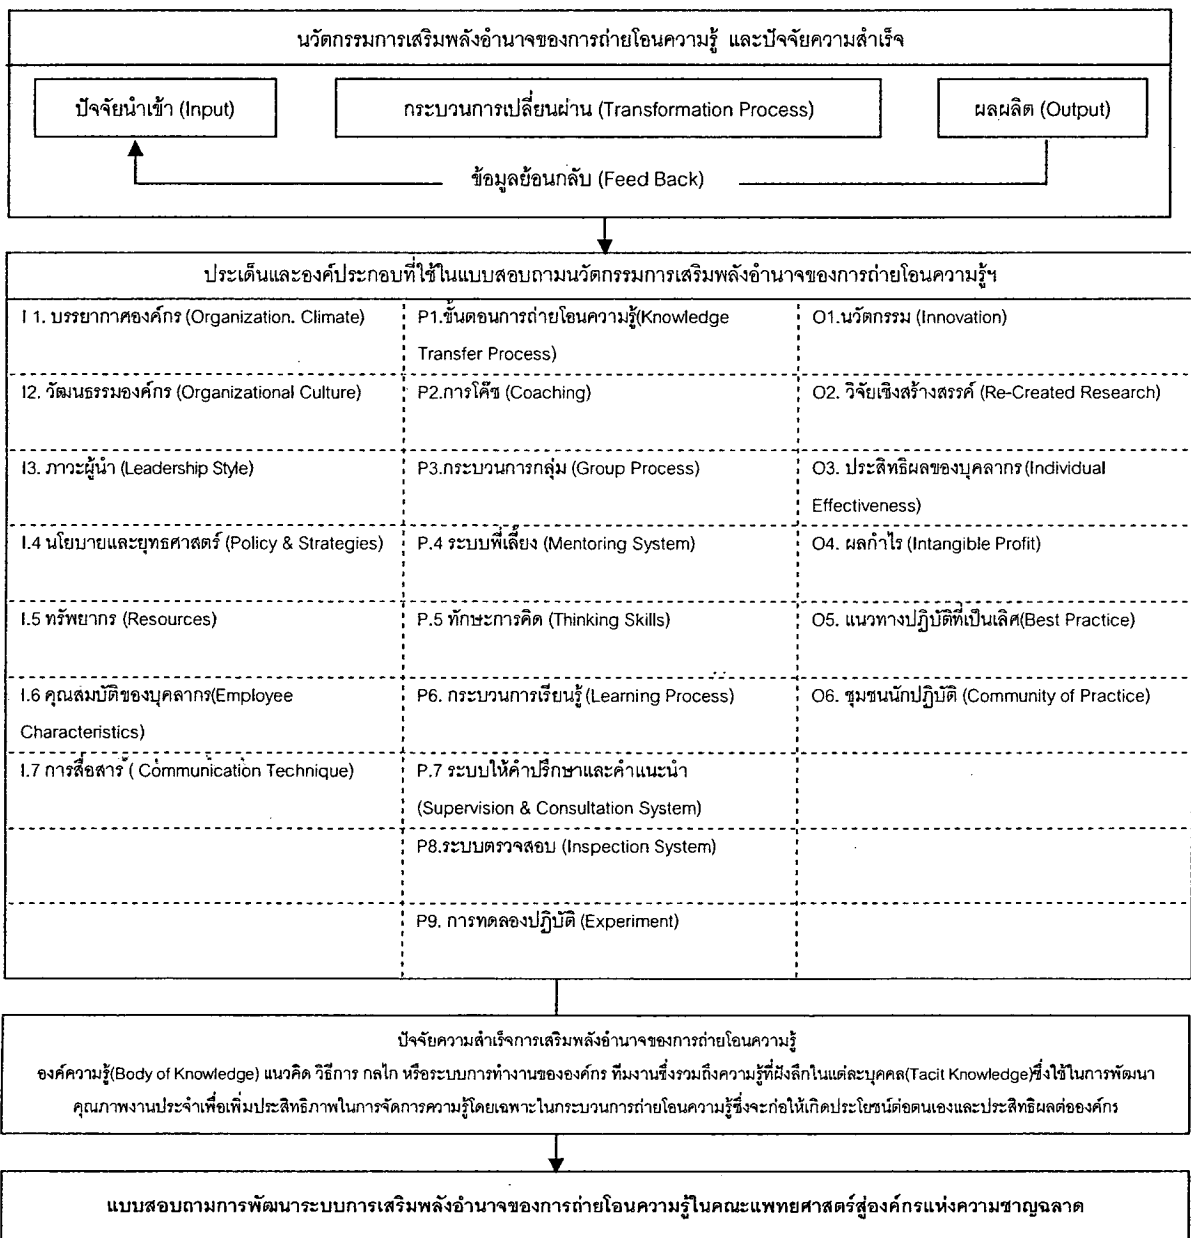 นวัตกรรมการเสริมพลังอำนาจของการถ่ายโอนความรู้ และปัจจัยความสำเร็จ
ปัจจัยนำเข้า (Input)
กระบวนการเปลี่ยนผ่าน (Transformation Process)
ผลผลิต (Output)
ข้อมูลย้อนกลับ (Feed Back)
ประเด็นและองค์ประกอบที่ใช้ในแบบสอบถามนวัตกรรมการเสริมพลังอำนาจของการถ่ายโอนความรู้ฯ
I 1. บรรยากาศองค์กร (Organization. Climate)
P1.ขั้นตอนการถ่ายโอนความรู้(Knowledge
Transfer Process)
O1.นวัตกรรม (Innovation)
I2. วัฒนธรรมองค์กร (Organizational Culture)
P2.การโค๊ช (Coaching)
O2. วิจัยเชิงสร้างสรรค์ (Re-Created Research)
I3. ภาวะผู้นำ (Leadership Style)
P3.กระบวนการกลุ่ม (Group Process)
O3. ประสิทธิผลของบุคลากร(Individual
Effectiveness)
I.4 นโยบายและยุทธศาสตร์ (Policy & Strategies)
P.4 ระบบพี่เลี้ยง (Mentoring System)
O4. ผลกำไร (Intangible Profit)
I.5 ทรัพยากร (Resources)
P.5 ทักษะการคิด (Thinking Skills)
O5. แนวทางปฏิบัติที่เป็นเลิศ(Best Practice)
I.6 คุณสมบัติของบุคลากร(Employee
Characteristics)
P6. กระบวนการเรียนรู้ (Learning Process)
O6. ชุมชนนักปฏิบัติ (Community of Practice)
I.7 การสื่อสาร ( Communication Technique)
P.7 ระบบให้คำปรึกษาและคำแนะนำ
(Supervision & Consultation System)
P8.ระบบตรวจสอบ (Inspection System)
P9. การทดลองปฏิบัติ (Experiment)
ปัจจัยความสำเร็จการเสริมพลังอำนาจของการถ่ายโอนความรู้
องค์ความรู้(Body of Knowledge) แนวคิด วิธีการ กลไก หรือระบบการทำงานขององค์กร ทีมงานซึ่งรวมถึงความรู้ที่ฝังลึกในแต่ละบุคคล(Tacit Knowledge)ซึ่งใช้ในการพัฒนา
คุณภาพงานประจำเพื่อเพิ่มประสิทธิภาพในการจัดการความรู้โดยเฉพาะในกระบวนการถ่ายโอนความรู้ซึ่งจะก่อให้เกิดประโยชน์ต่อตนเองและประสิทธิผลต่อองค์กร
แบบสอบถามการพัฒนาระบบการเสริมพลังอำนาจของการถ่ายโอนความรู้ในคณะแพทยศาสตร์สู่องค์กรแห่งความชาญฉลาด